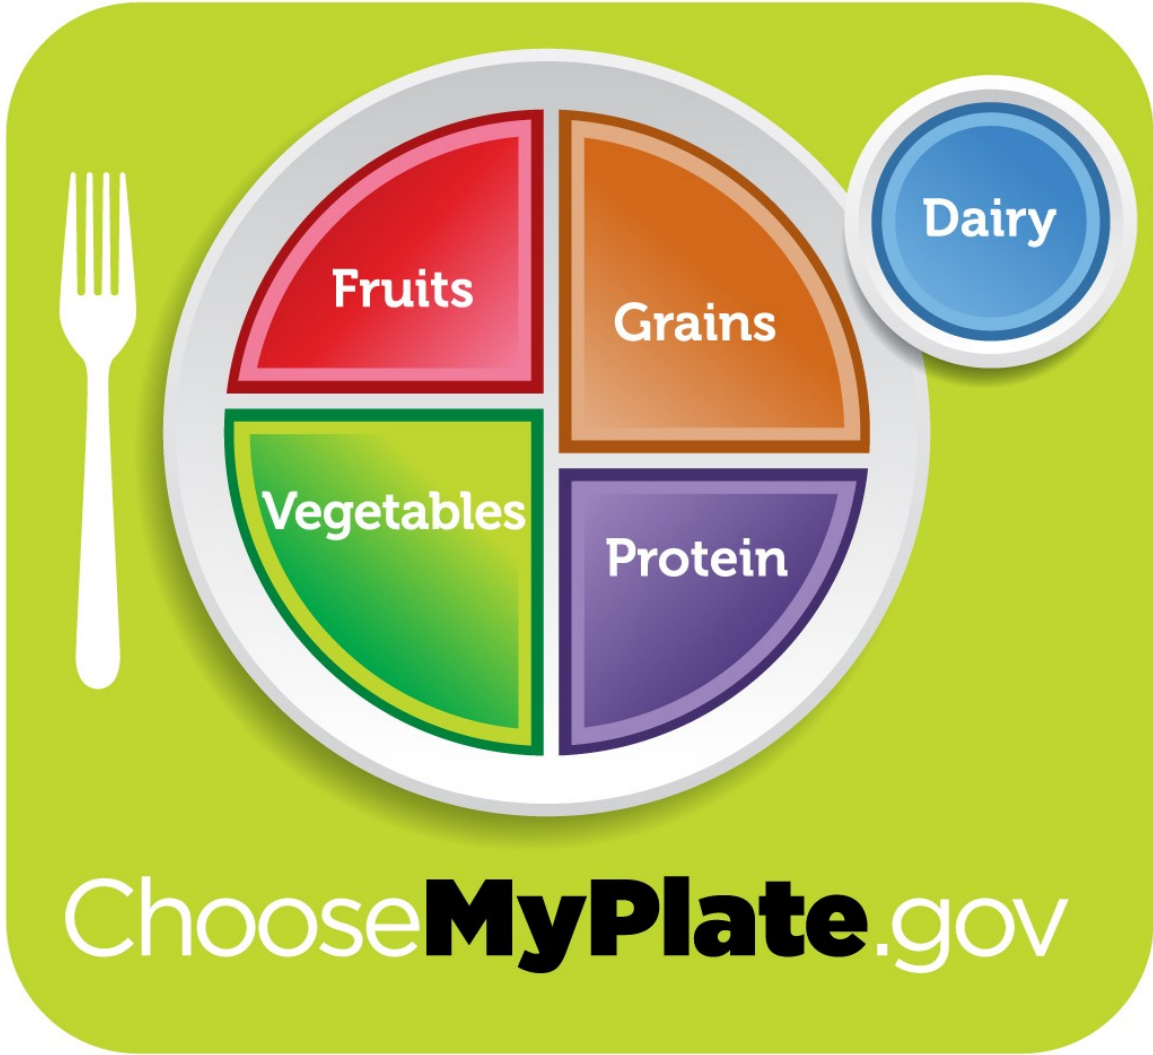 Fruits
Grains
Dairy
Vegetables
Protein
ChooseMyPlate.gov